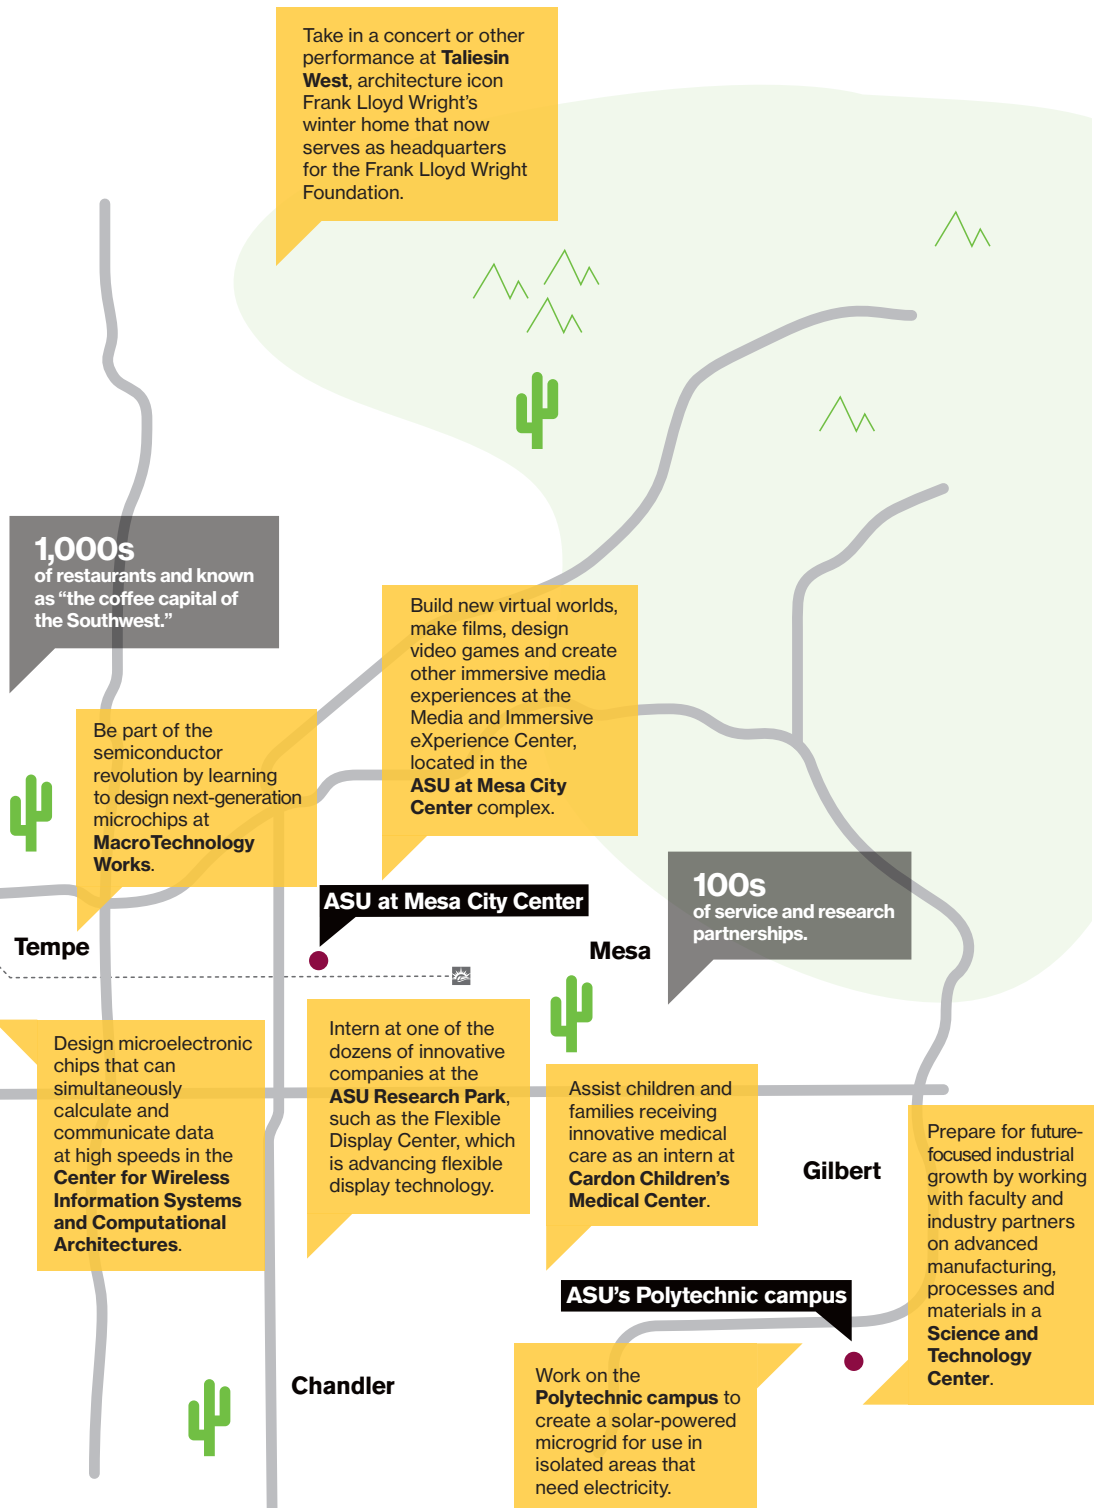 Take in a concert or other
performance at Taliesin
West, architecture icon
Frank Lloyd Wright’s
winter home that now
serves as headquarters
for the Frank Lloyd Wright
Foundation.
1,000s
of restaurants and known
as “the coffee capital of
the Southwest.”
Build new virtual worlds,
make films, design
video games and create
other immersive media
experiences at the
Media and Immersive
eXperience Center,
located in the
ASU at Mesa City
Center complex.
Be part of the
semiconductor
revolution by learning
to design next-generation
microchips at
MacroTechnology
Works.
100s
of service and research
partnerships.
ASU at Mesa City Center
Tempe
Mesa
Design microelectronic
chips that can
simultaneously
calculate and
communicate data
at high speeds in the
Center for Wireless
Information Systems
and Computational
Architectures.
Intern at one of the
dozens of innovative
companies at the
ASU Research Park,
such as the Flexible
Display Center, which
is advancing flexible
display technology.
Assist children and
families receiving
innovative medical
care as an intern at
Cardon Children’s
Medical Center.
Gilbert
Prepare for future-
focused industrial
growth by working
with faculty and
industry partners
on advanced
manufacturing,
processes and
materials in a
Science and
Technology
Center.
ASU’s Polytechnic campus
Chandler
Work on the
Polytechnic campus to
create a solar-powered
microgrid for use in
isolated areas that
need electricity.